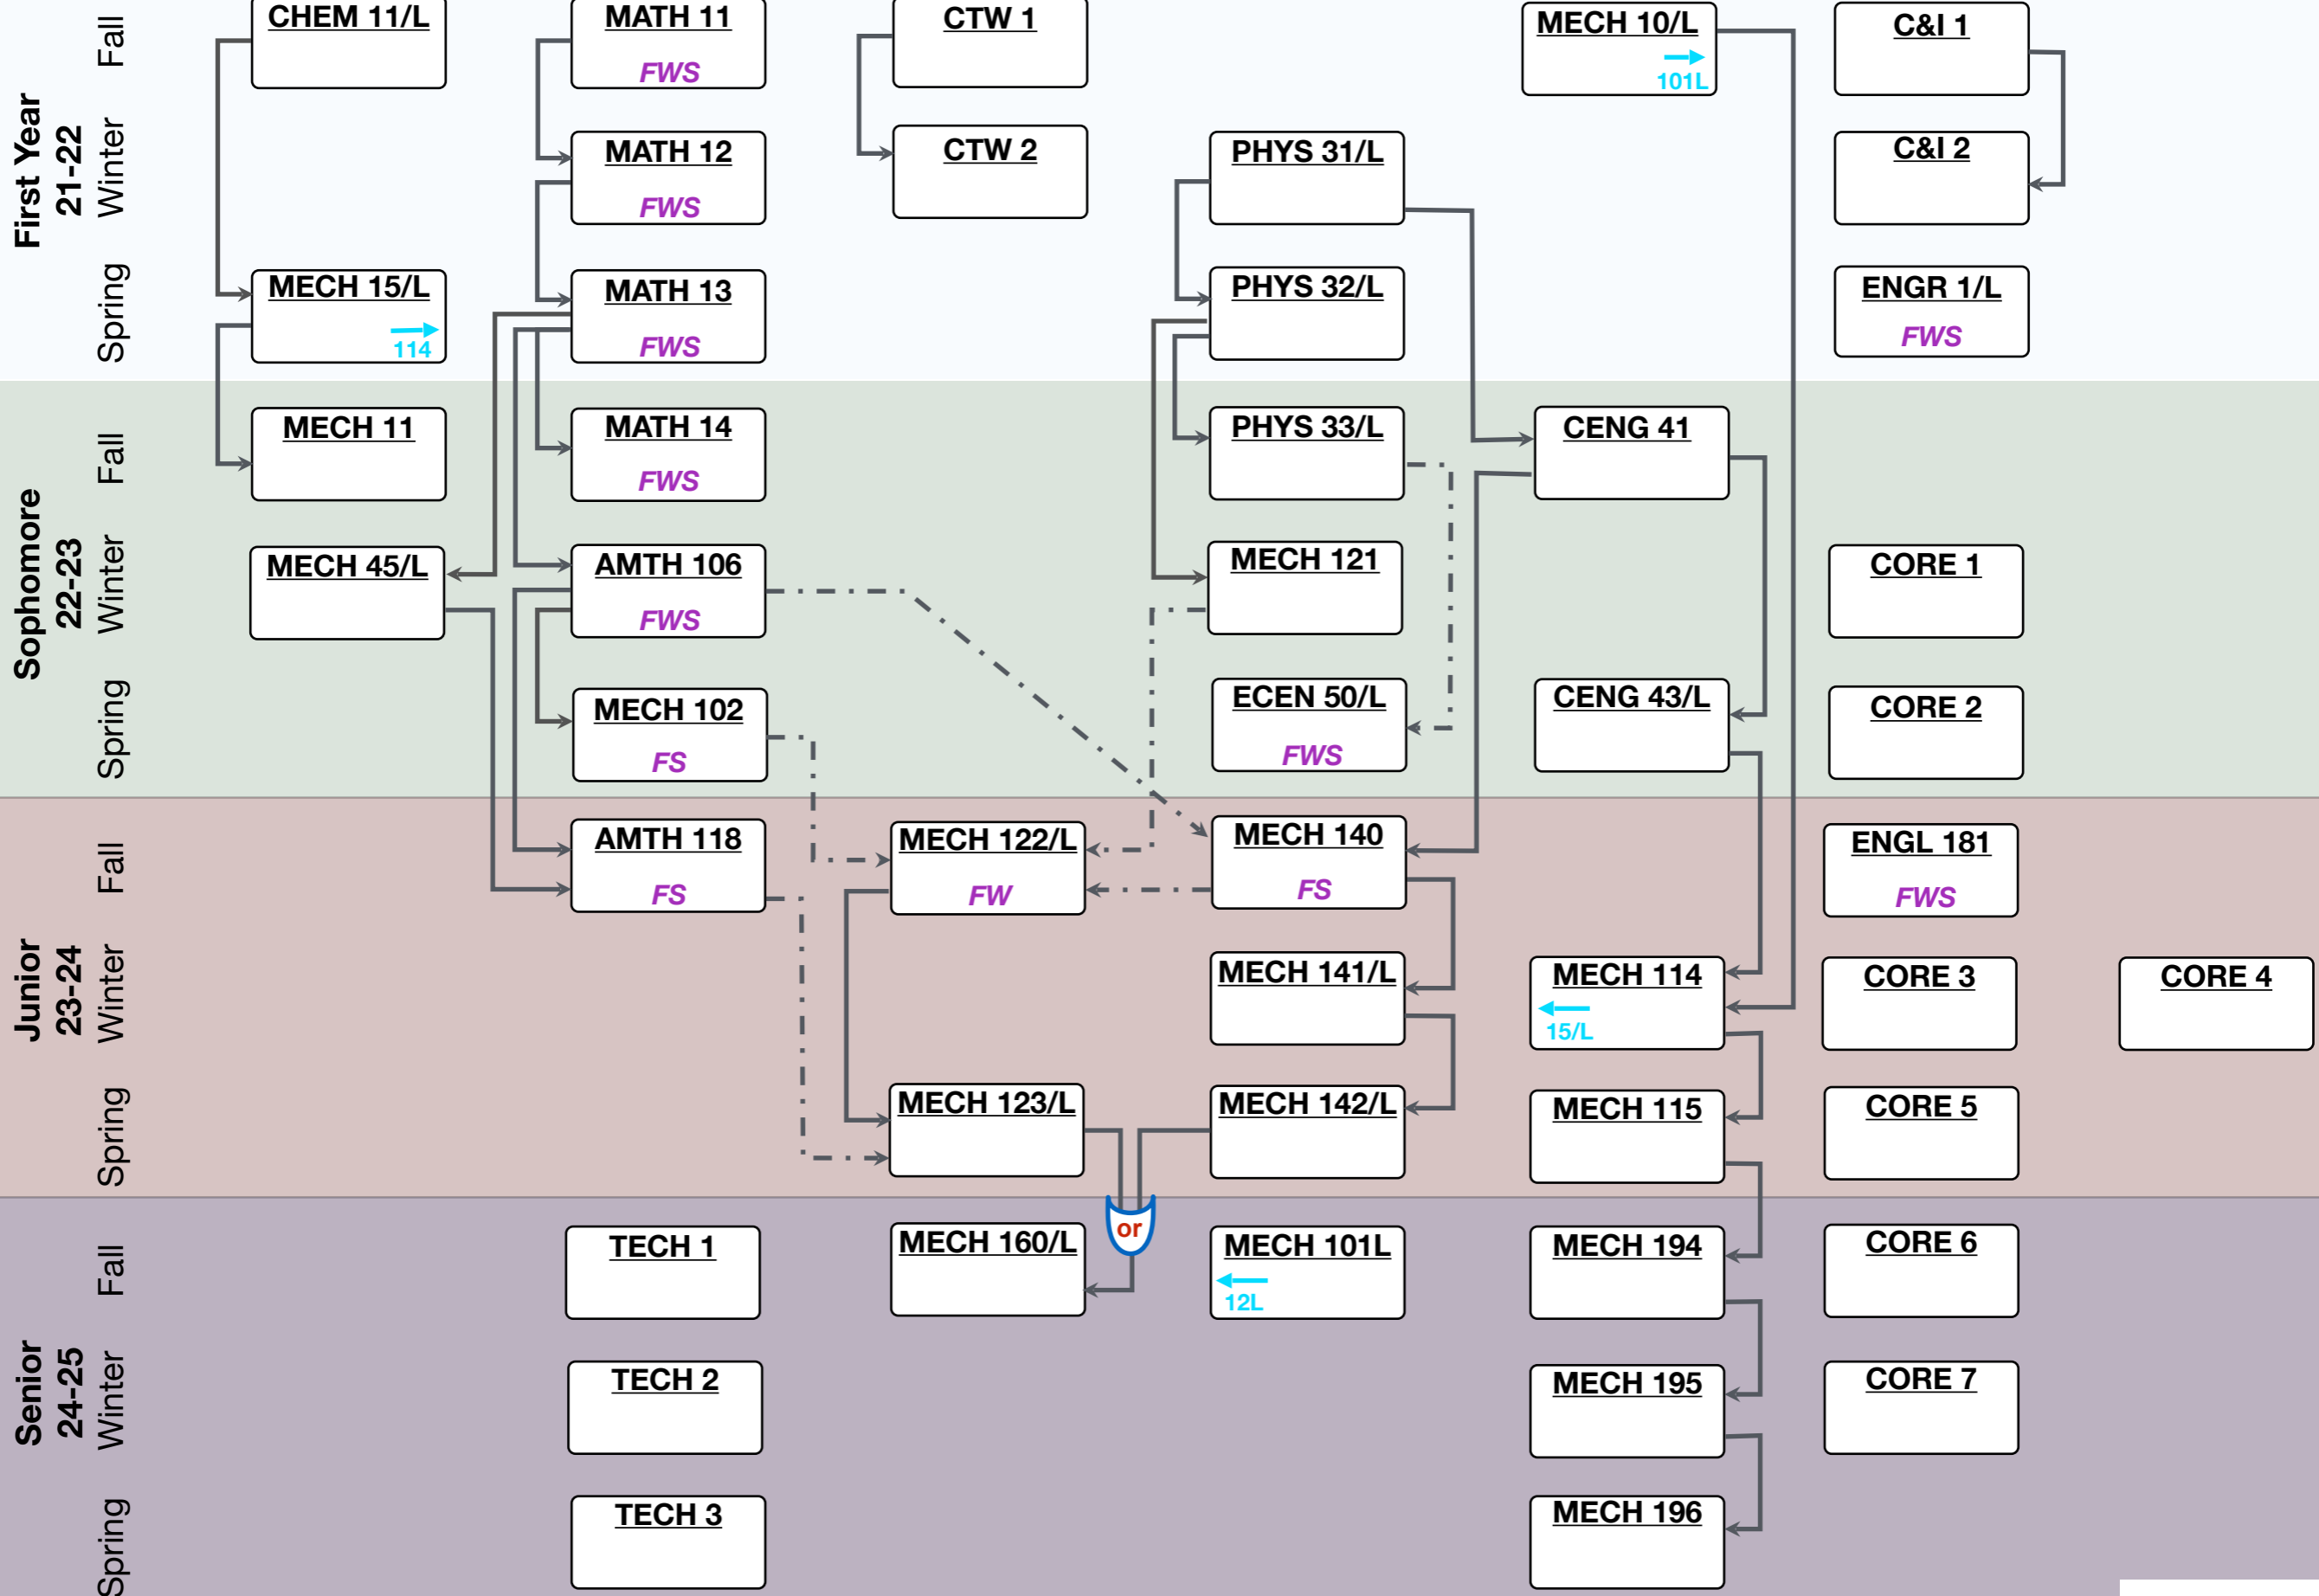 First Year
21-22
Fall
CHEM 11/L
MATH 11
FWS
CTW 1
MECH 10/L
101L
C&I 1
Winter
MATH 12
FWS
CTW 2
PHYS 31/L
C&I 2
Spring
MECH 15/L
114
MATH 13
FWS
PHYS 32/L
ENGR 1/L
FWS
Sophomore
22-23
Fall
MECH 11
MATH 14
FWS
PHYS 33/L
CENG 41
Winter
MECH 45/L
AMTH 106
FWS
MECH 121
CORE 1
Spring
MECH 102
FS
ECEN 50/L
FWS
CENG 43/L
CORE 2
Junior
23-24
Fall
AMTH 118
FS
MECH 122/L
FW
MECH 140
FS
ENGL 181
FWS
Winter
MECH 141/L
MECH 114
15/L
CORE 3
CORE 4
Spring
MECH 123/L
MECH 142/L
MECH 115
CORE 5
Senior
24-25
Fall
TECH 1
MECH 160/L
or
MECH 101L
12L
MECH 194
CORE 6
Winter
TECH 2
MECH 195
CORE 7
Spring
TECH 3
MECH 196